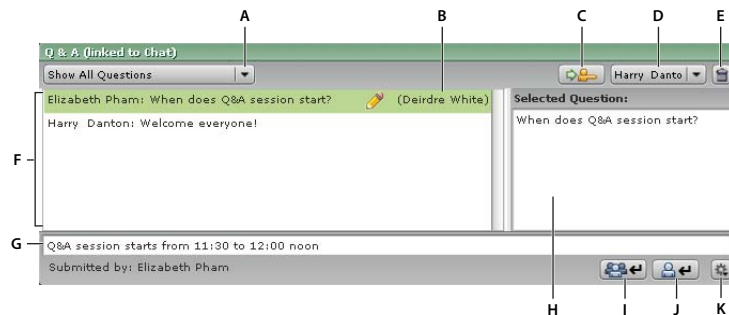 A B C D E
Q & A (linked to Chat)
Show All Questions Harry Danto
Elizabeth Pham: When does Q&A session start? (Deirdre White) Selected Question:
Harry Danton: Welcome everyone! When does Q&A session start?
F
G Q&A session starts from 11:30 to 12:00 noon
Submitted by: Elizabeth Pham
H I J K